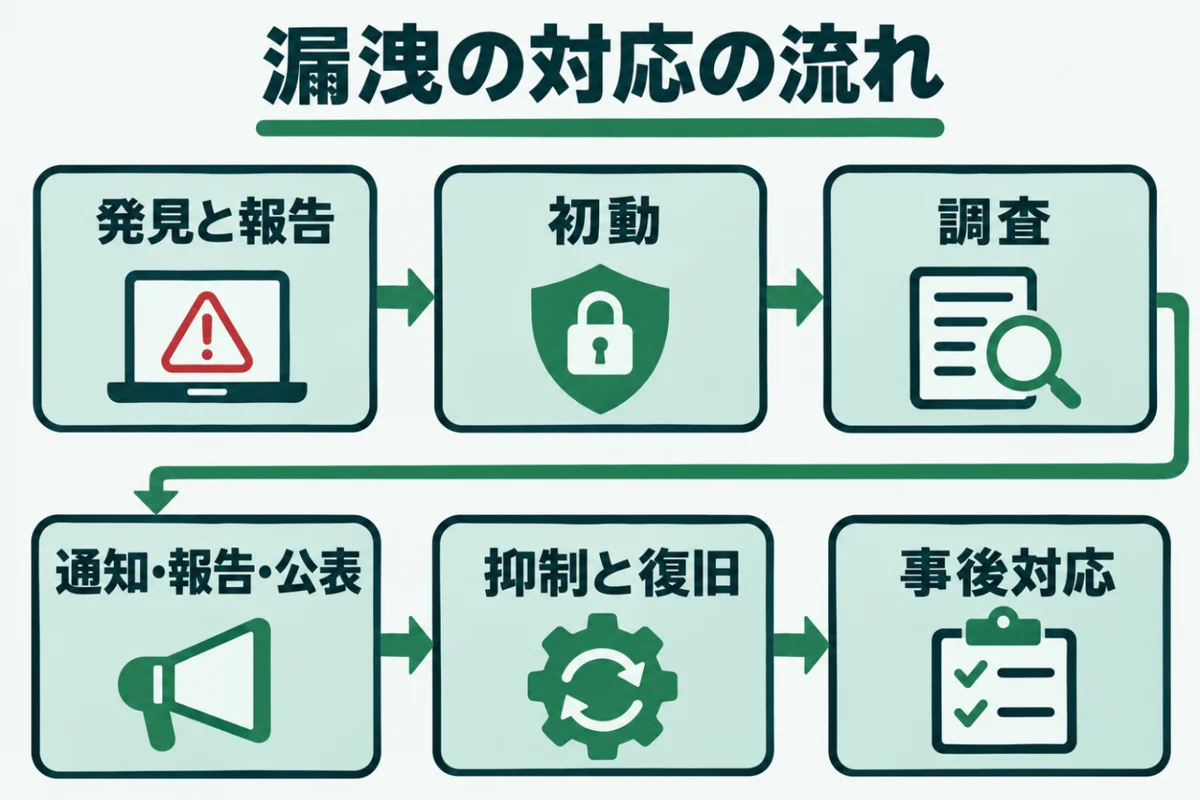 漏洩の対応の流れ
発見と報告
初動
調査
通知・報告・公表
抑制と復旧
事後対応